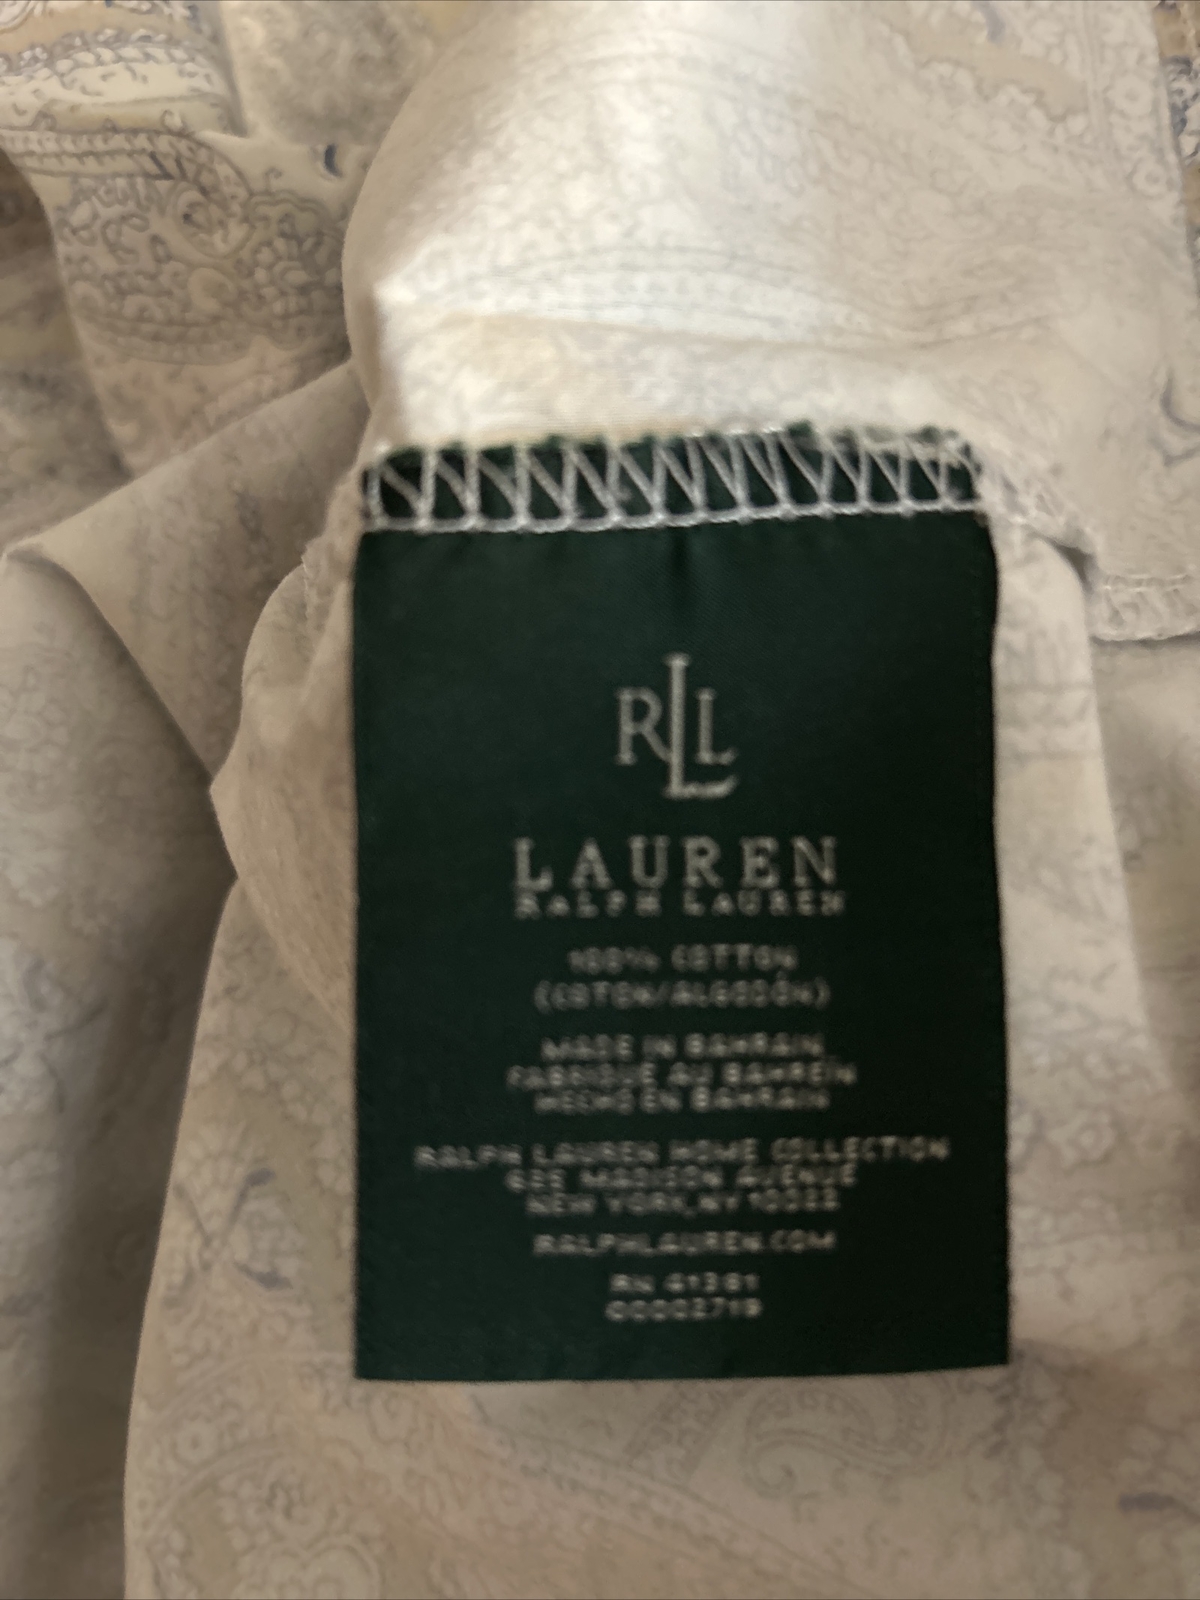 RLL
LAUREN
RALPH LAUREN
100% COTTON
(COTON/ALGODÓN)
MADE IN BAHRAIN
FABRIQUÉ AU BAHREÏN
HECHO EN BAHRAIN
RALPH LAUREN HOME COLLECTION
MADISON AVENUE
NEW YORK, NY 10022
RALPHLAUREN.COM
RN 41381